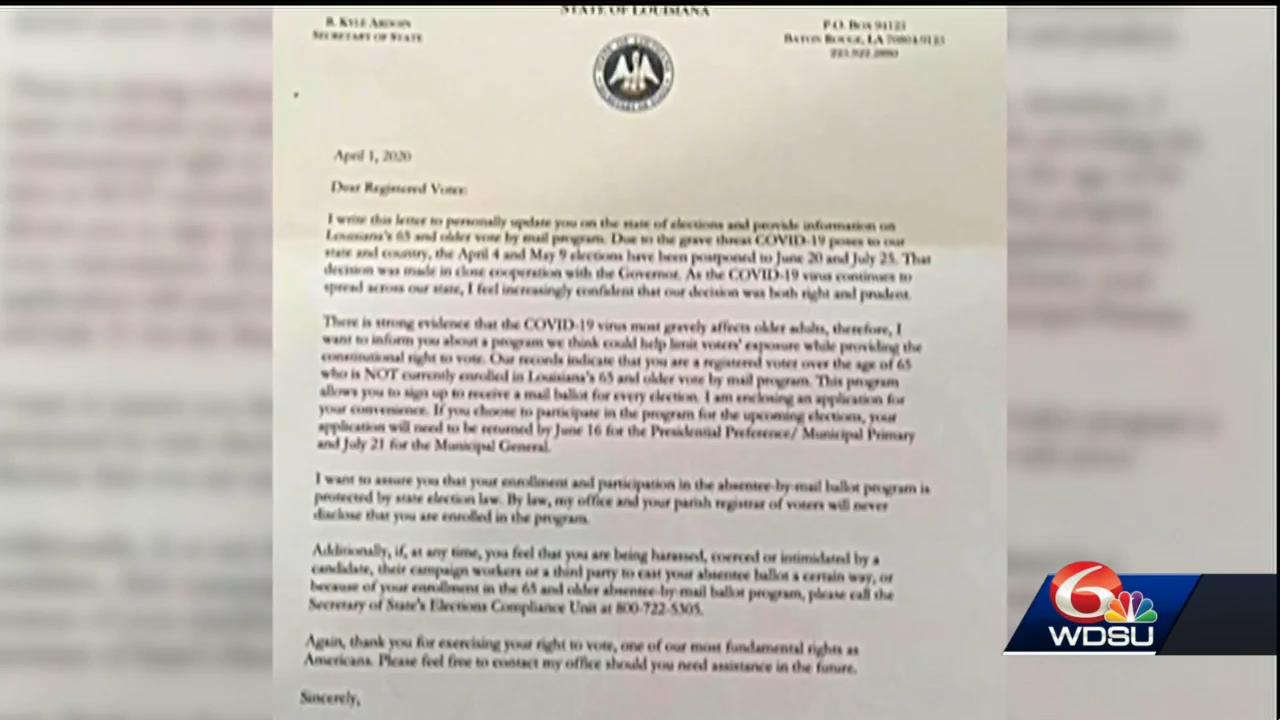 STATE OF LOUISIANA
R. KYLE ARDOIN
SECRETARY OF STATE
P.O. BOX 94125
BATON ROUGE, LA 70804-9125
April 1, 2020
Dear Registered Voter:
I write this letter to personally update you on the state of elections and provide information on
Louisiana's 65 and older vote by mail program. Due to the grave threat COVID-19 poses to our
state and country, the April 4 and May 9 elections have been postponed to June 20 and July 25. That
decision was made in close cooperation with the Governor. As the COVID-19 virus continues to
spread across our state, I feel increasingly confident that our decision was both right and prudent.
There is strong evidence that the COVID-19 virus most gravely affects older adults, therefore, I
want to inform you about a program we think could help limit voters' exposure while providing the
constitutional right to vote. Our records indicate that you are a registered voter over the age of 65
who is NOT currently enrolled in Louisiana's 65 and older vote by mail program. This program
allows you to sign up to receive a mail ballot for every election. I am enclosing an application for
your convenience. If you choose to participate in the program for the upcoming elections, your
application will need to be returned by June 16 for the Presidential Preference/ Municipal Primary
and July 21 for the Municipal General.
I want to assure you that your enrollment and participation in the absentee-by-mail ballot program is
protected by state election law. By law, my office and your parish registrar of voters will never
disclose that you are enrolled in the program.
Additionally, if, at any time, you feel that you are being harassed, coerced or intimidated by a
candidate, their campaign workers or a third party to cast your absentee ballot a certain way, or
because of your enrollment in the 65 and older absentee-by-mail ballot program, please call the
Secretary of State's Elections Compliance Unit at 800-722-5305.
Again, thank you for exercising your right to vote, one of our most fundamental rights as
Americans. Please feel free to contact my office should you need assistance in the future.
Sincerely,
6
WDSU